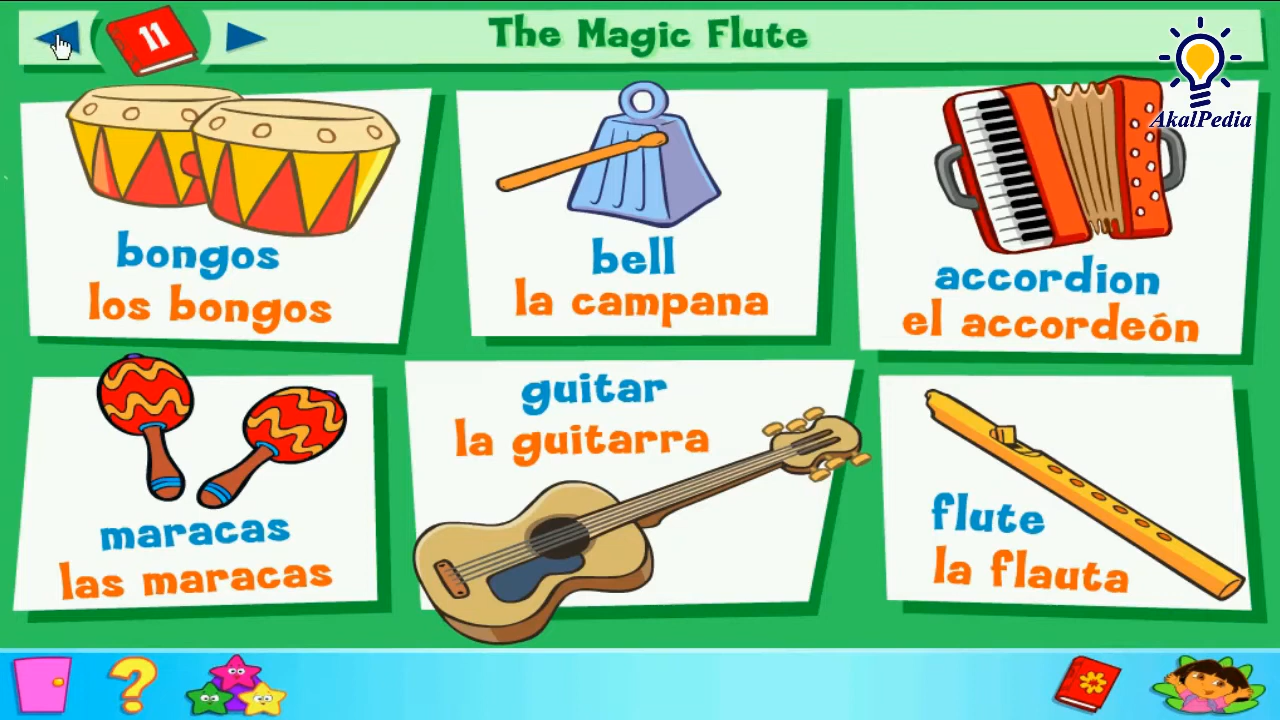 11
The Magic Flute
AkalPedia
bongos
los bongos
bell
la campana
accordion
el accordeón
maracas
las maracas
guitar
la guitarra
flute
la flauta
?